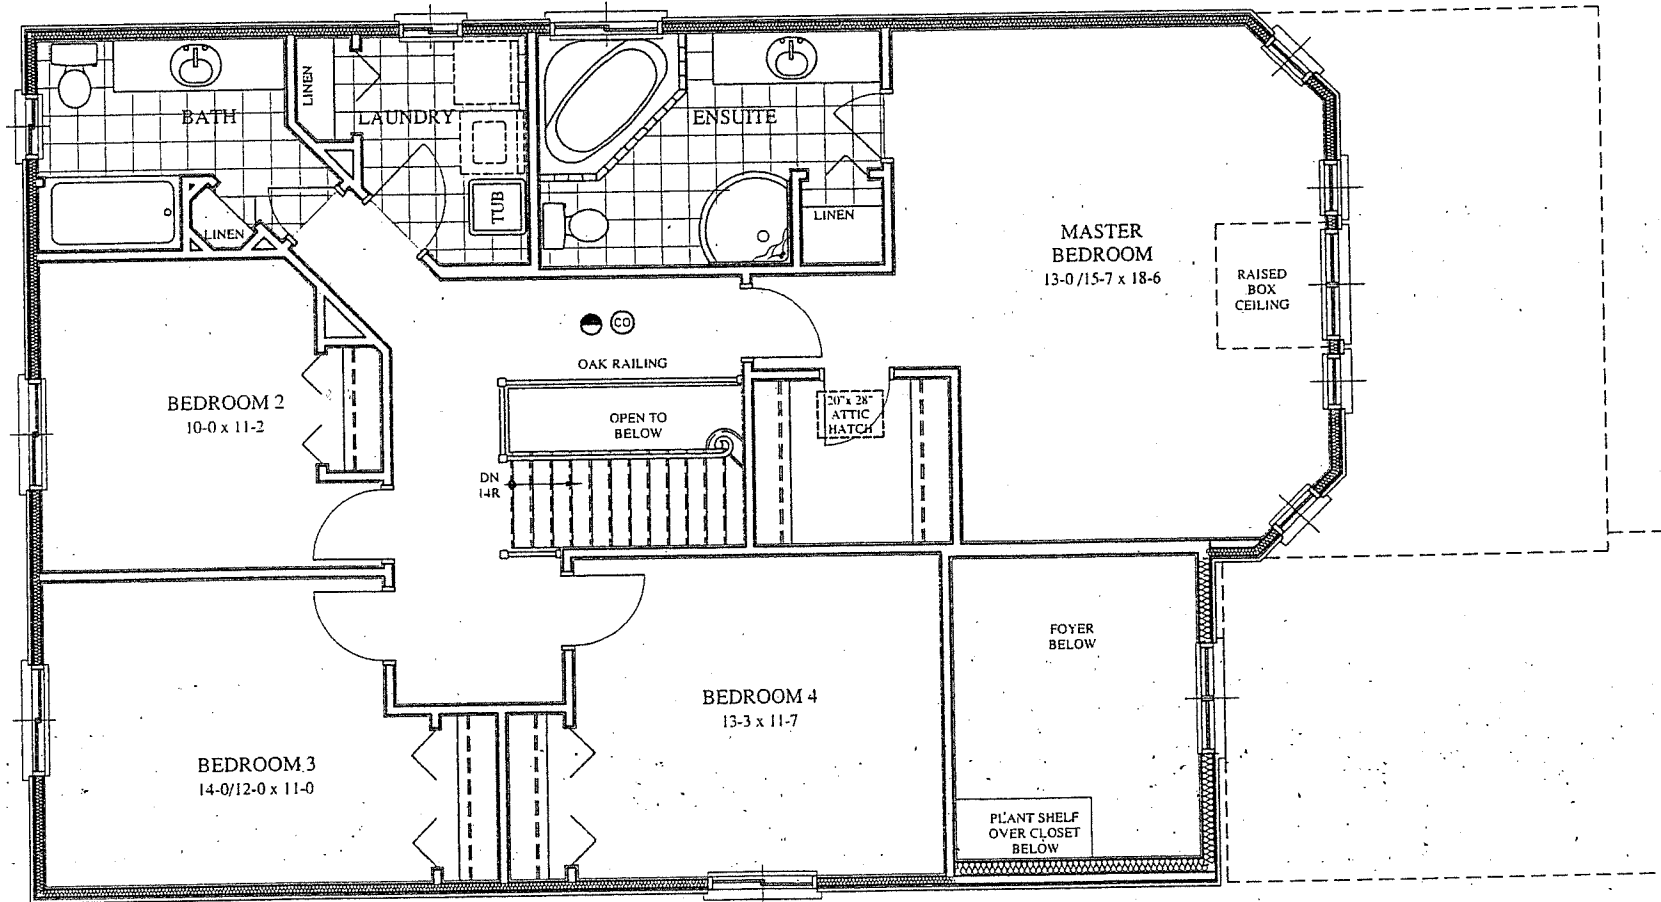 BATH
LINEN
LAUNDRY
TUB
LINEN
ENSUITE
LINEN
MASTER
BEDROOM
13-0 /15-7 x 18-6
RAISED
BOX
CEILING
CO
OAK RAILING
OPEN TO
BELOW
DN
14R
20"x 28"
ATTIC
HATCH
BEDROOM 2
10-0 x 11-2
BEDROOM 3
14-0/12-0 x 11-0
BEDROOM 4
13-3 x 11-7
FOYER
BELOW
PLANT SHELF
OVER CLOSET
BELOW